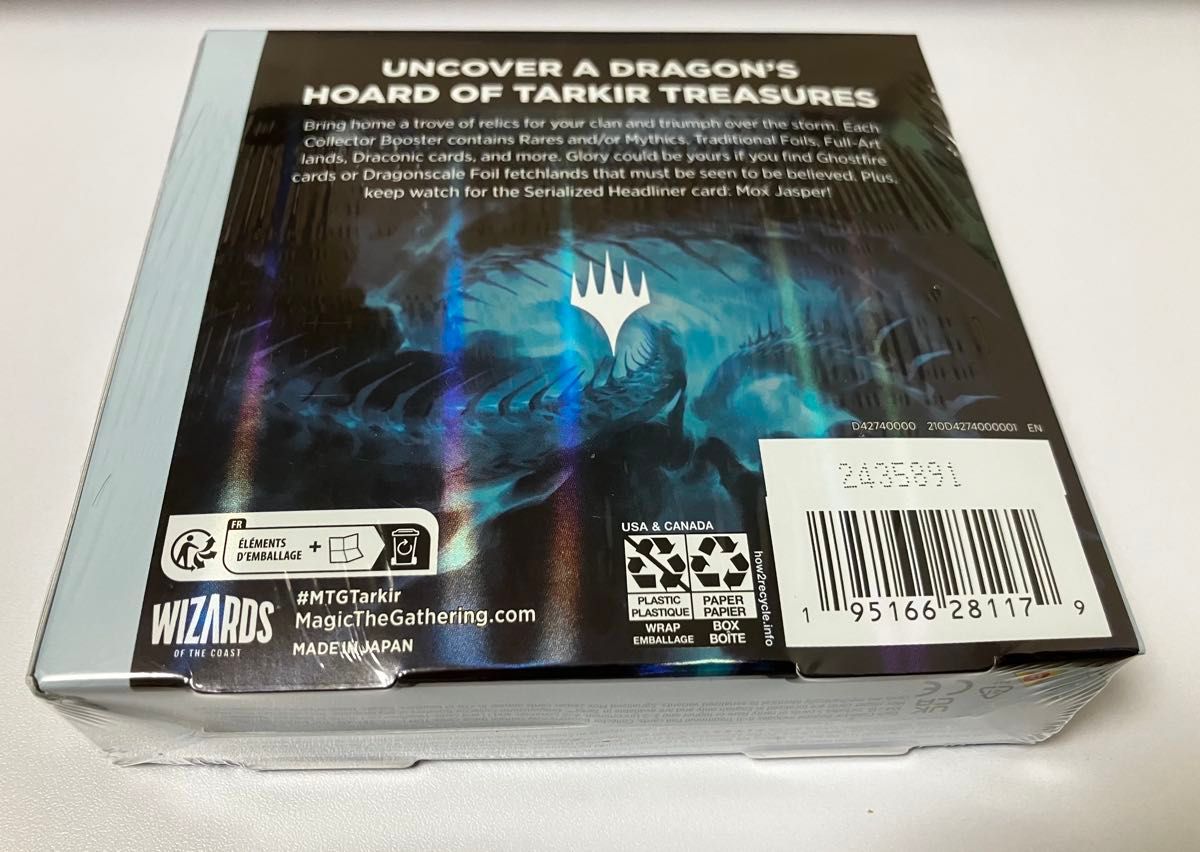 UNCOVER A DRAGON'S
HOARD OF TARKIR TREASURES
Bring home a trove of relics for your clan and triumph over the storm. Each
Collector Booster contains Rares and/or Mythics, Traditional Foils, Full-Art
lands, Draconic cards, and more. Glory could be yours if you find Ghostfire
cards or Dragonscale Foil fetchlands that must be seen to be believed. Plus,
keep watch for the Serialized Headliner card: Mox Jasper!
D42740000 210D4274000001 EN
2435891
1 95166 28117 9
FR
ÉLÉMENTS
D'EMBALLAGE +
WIZARDS
OF THE COAST
#MTGTarkir
MagicTheGathering.com
MADE IN JAPAN
USA & CANADA
PLASTIC
PLASTIQUE
WRAP
EMBALLAGE
PAPER
PAPIER
BOX
BOÎTE
how2recycle.info